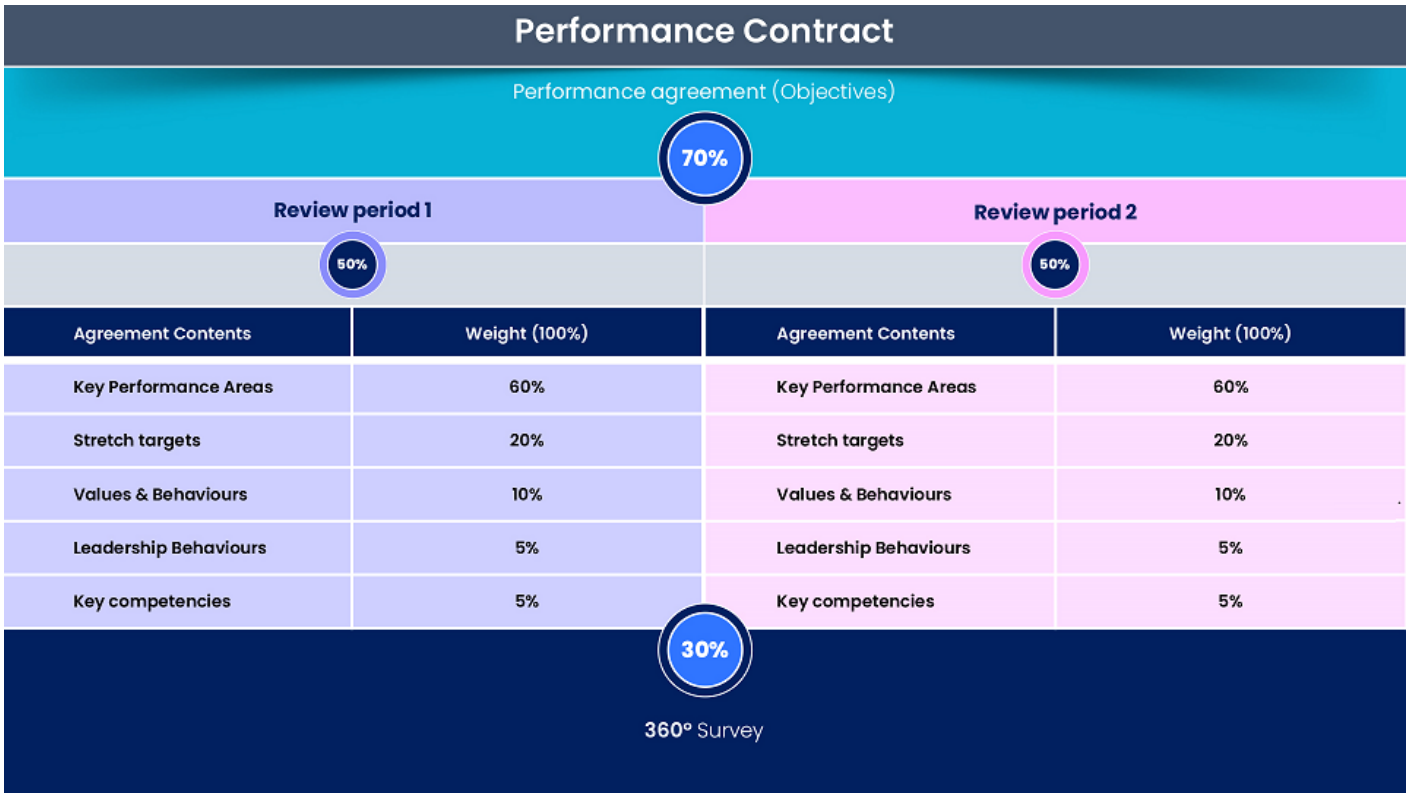 Performance Contract
Performance agreement (Objectives)
70%
Review period 1 Review period 2
50% 50%
Agreement Contents Weight (100%) Agreement Contents Weight (100%)
Key Performance Areas 60% Key Performance Areas 60%
Stretch targets 20% Stretch targets 20%
Values & Behaviours 10% Values & Behaviours 10%
Leadership Behaviours 5% Leadership Behaviours 5%
Key competencies 5% Key competencies 5%
30%
360° Survey